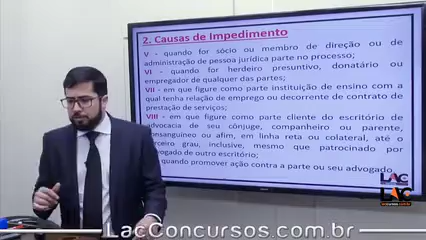 2. Causas de Impedimento
V - quando for sócio ou membro de direção ou de
administração de pessoa jurídica parte no processo;
VI - quando for herdeiro presuntivo, donatário ou
empregador de qualquer das partes;
VII - em que figure como parte instituição de ensino com a
qual tenha relação de emprego ou decorrente de contrato de
prestação de serviços;
VIII - em que figure como parte cliente do escritório de
advocacia de seu cônjuge, companheiro ou parente,
consanguíneo ou afim, em linha reta ou colateral, até o
terceiro grau, inclusive, mesmo que patrocinado por
advogado de outro escritório;
quando promover ação contra a parte ou seu advogado.
LAC
LAC
LacConcursos.com.br